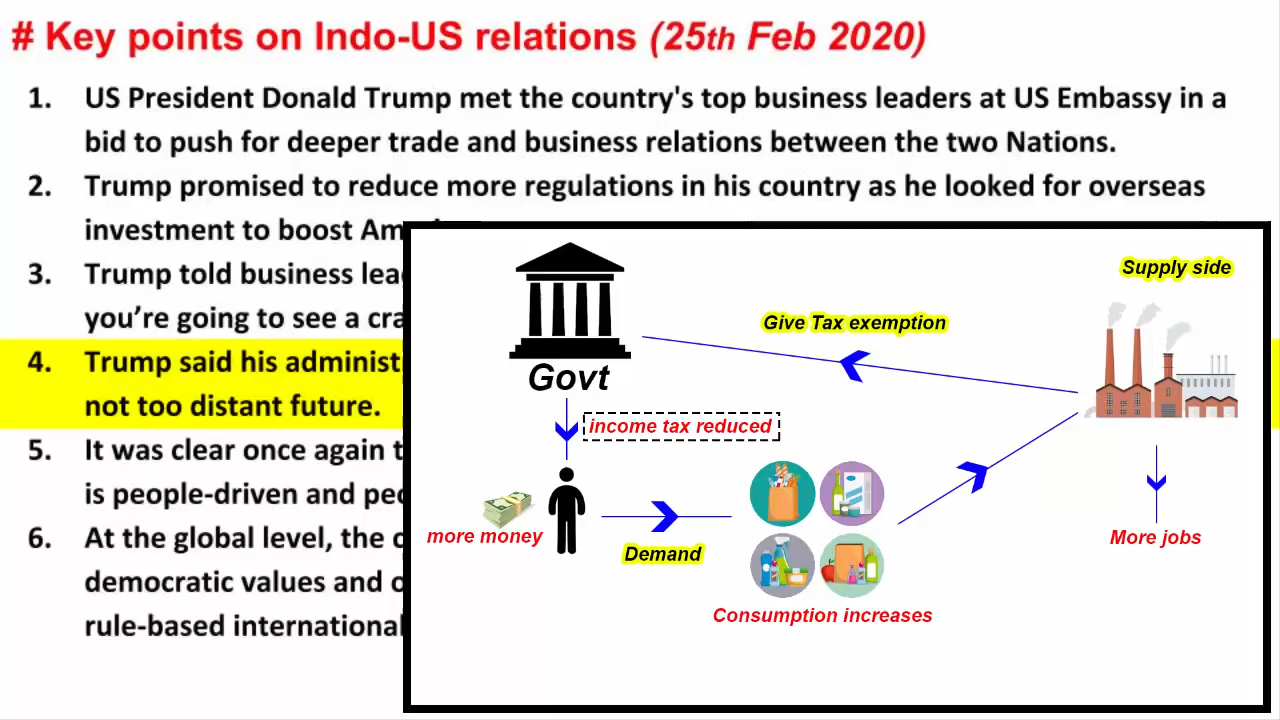 # Key points on Indo-US relations (25th Feb 2020)
1. US President Donald Trump met the country's top business leaders at US Embassy in a
bid to push for deeper trade and business relations between the two Nations.
2. Trump promised to reduce more regulations in his country as he looked for overseas
investment to boost
3. Trump told business
you're going to see a
4. Trump said his
not too distant future.
5. It was clear once again
is people-driven and
6. At the global level, the
democratic values and
rule-based international
Supply side
Give Tax exemption
Govt
income tax reduced
more money
Demand
Consumption increases
More jobs